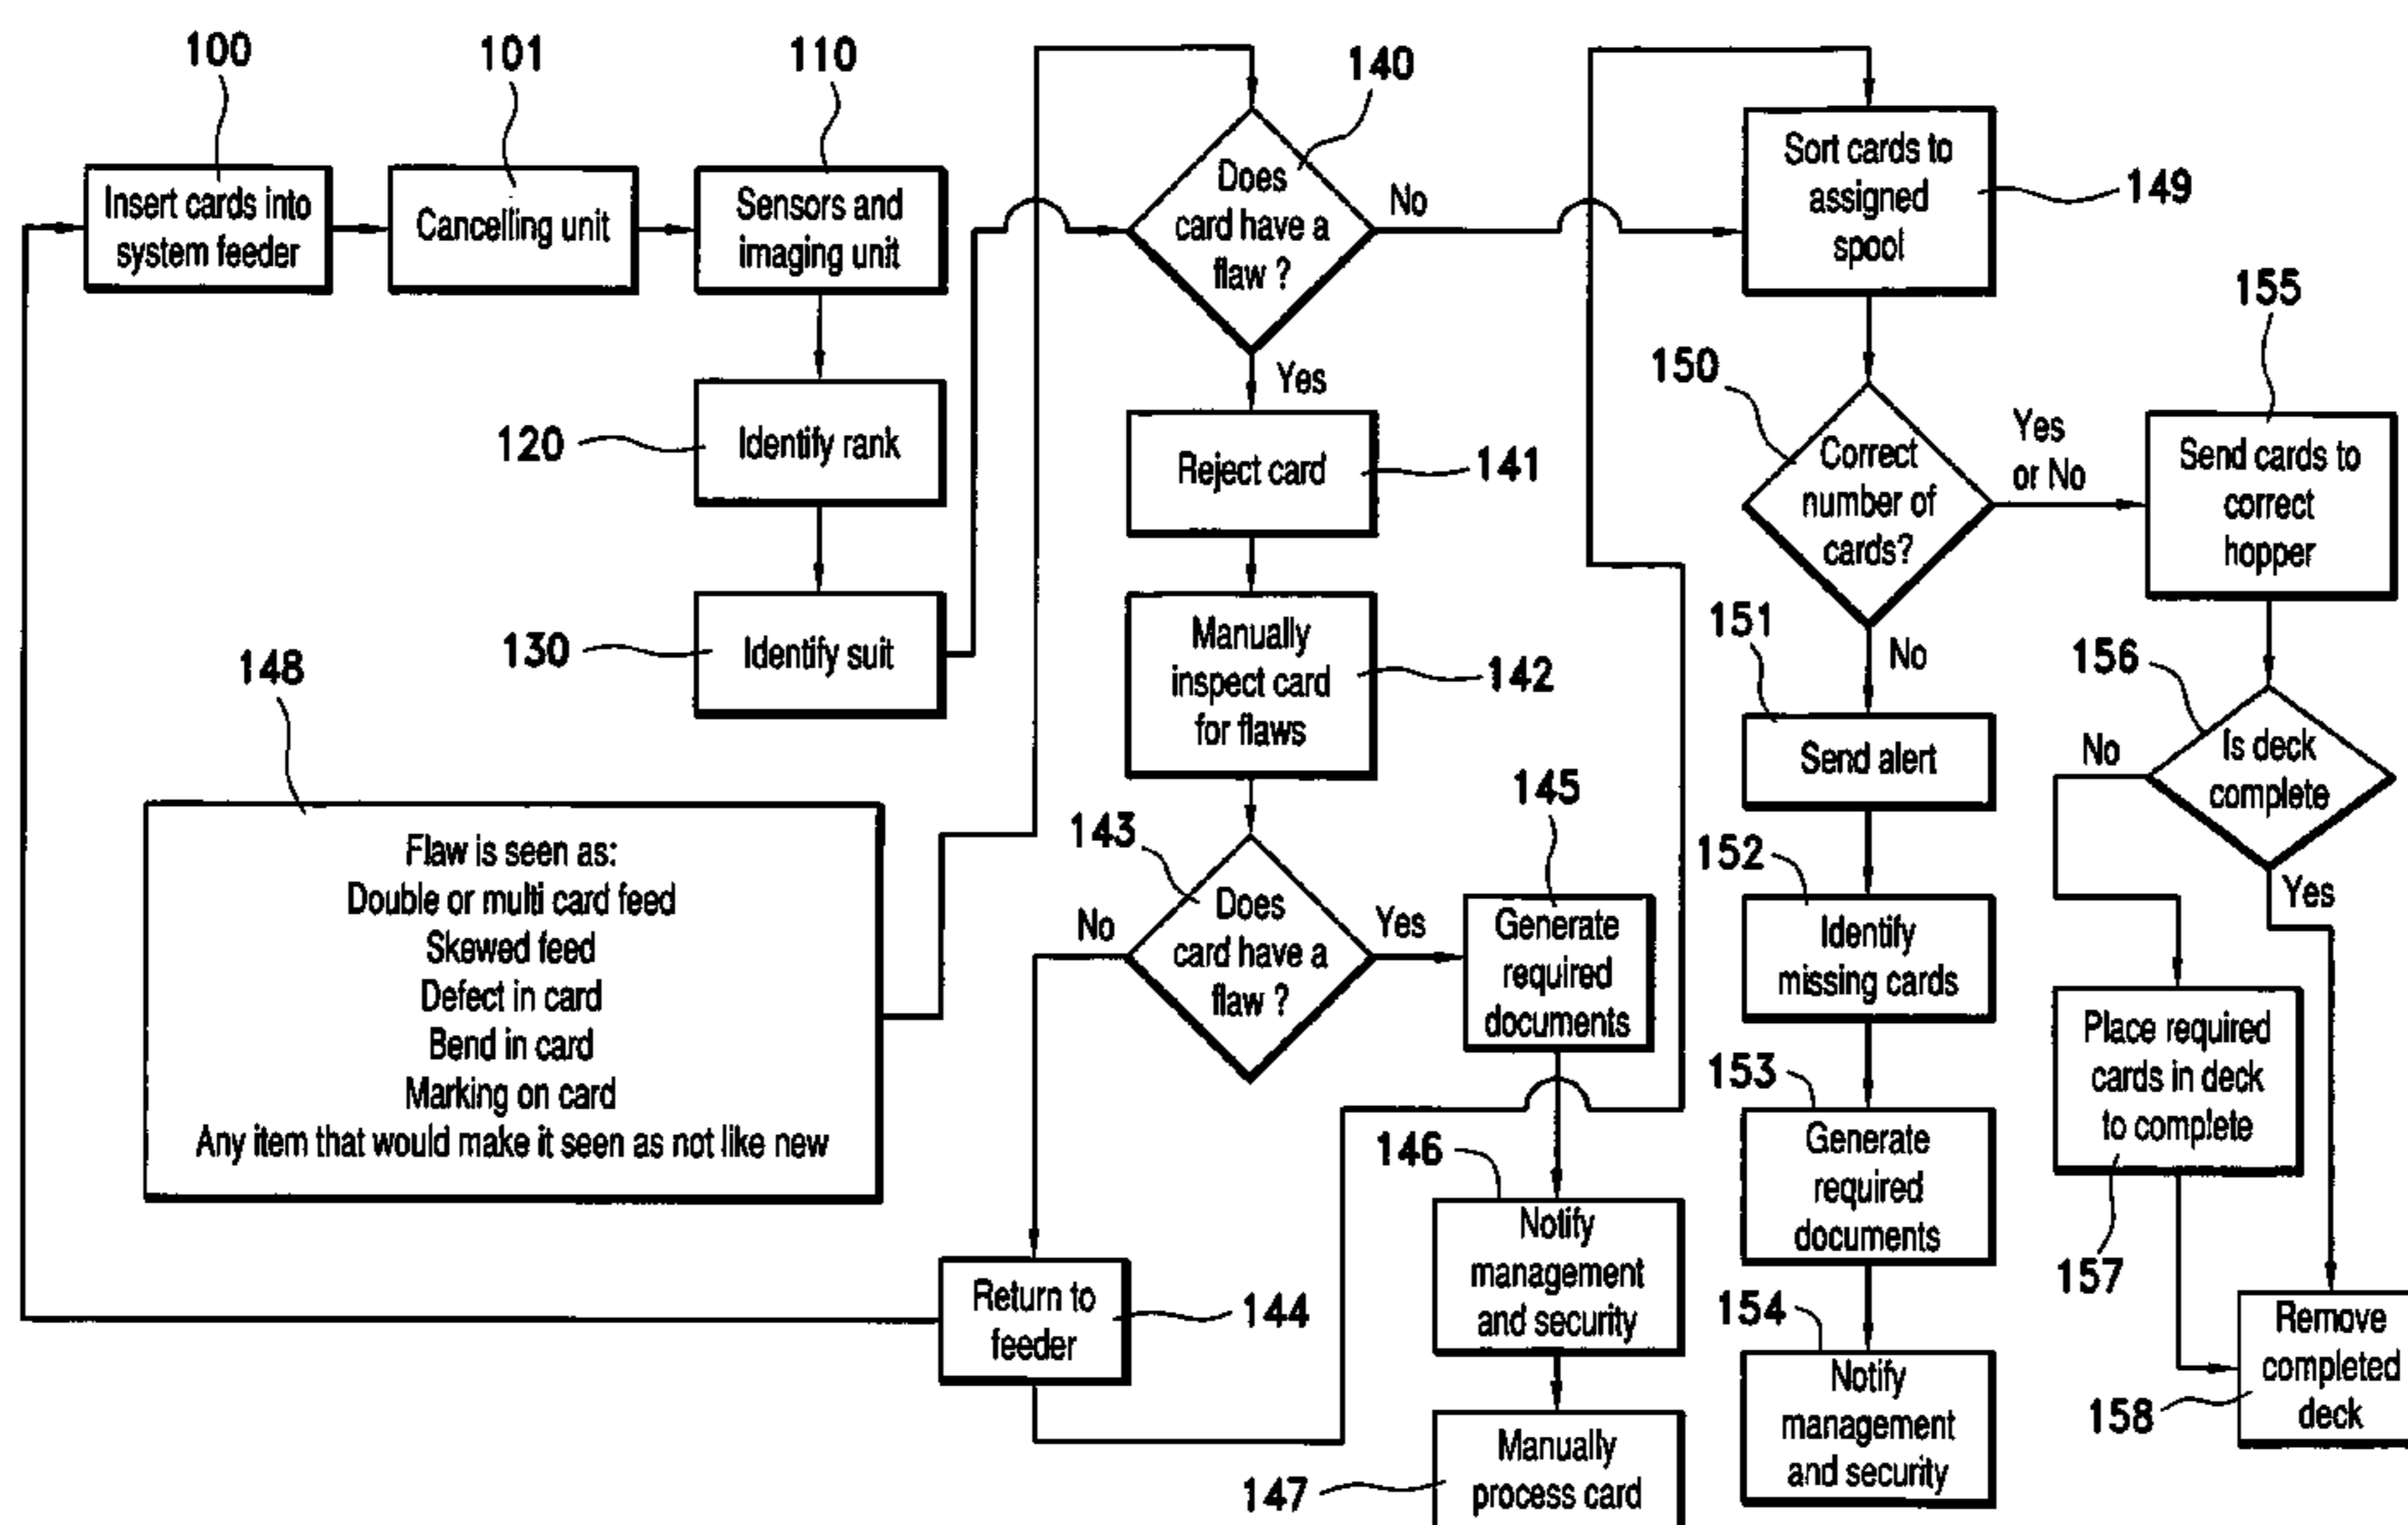 100
101
110
140
Insert cards into
system feeder
Cancelling unit
Sensors and
imaging unit
Does
card have a
flaw ?
No
Yes
Sort cards to
assigned
spool
149
120
Identify rank
130
Identify suit
Reject card
141
Manually
inspect card
for flaws
142
148
Flaw is seen as:
Double or multi card feed
Skewed feed
Defect in card
Bend in card
Marking on card
Any item that would make it seen as not like new
143
Does
card have a
flaw ?
No
Yes
145
Generate
required
documents
Return to
feeder
144
146
Notify
management
and security
147
Manually
process card
150
Correct
number of
cards?
Yes
or No
No
155
Send cards to
correct
hopper
151
Send alert
152
Identify
missing cards
153
Generate
required
documents
154
Notify
management
and security
156
Is deck
complete
No
Yes
Place required
cards in deck
to complete
157
Remove
completed
deck
158